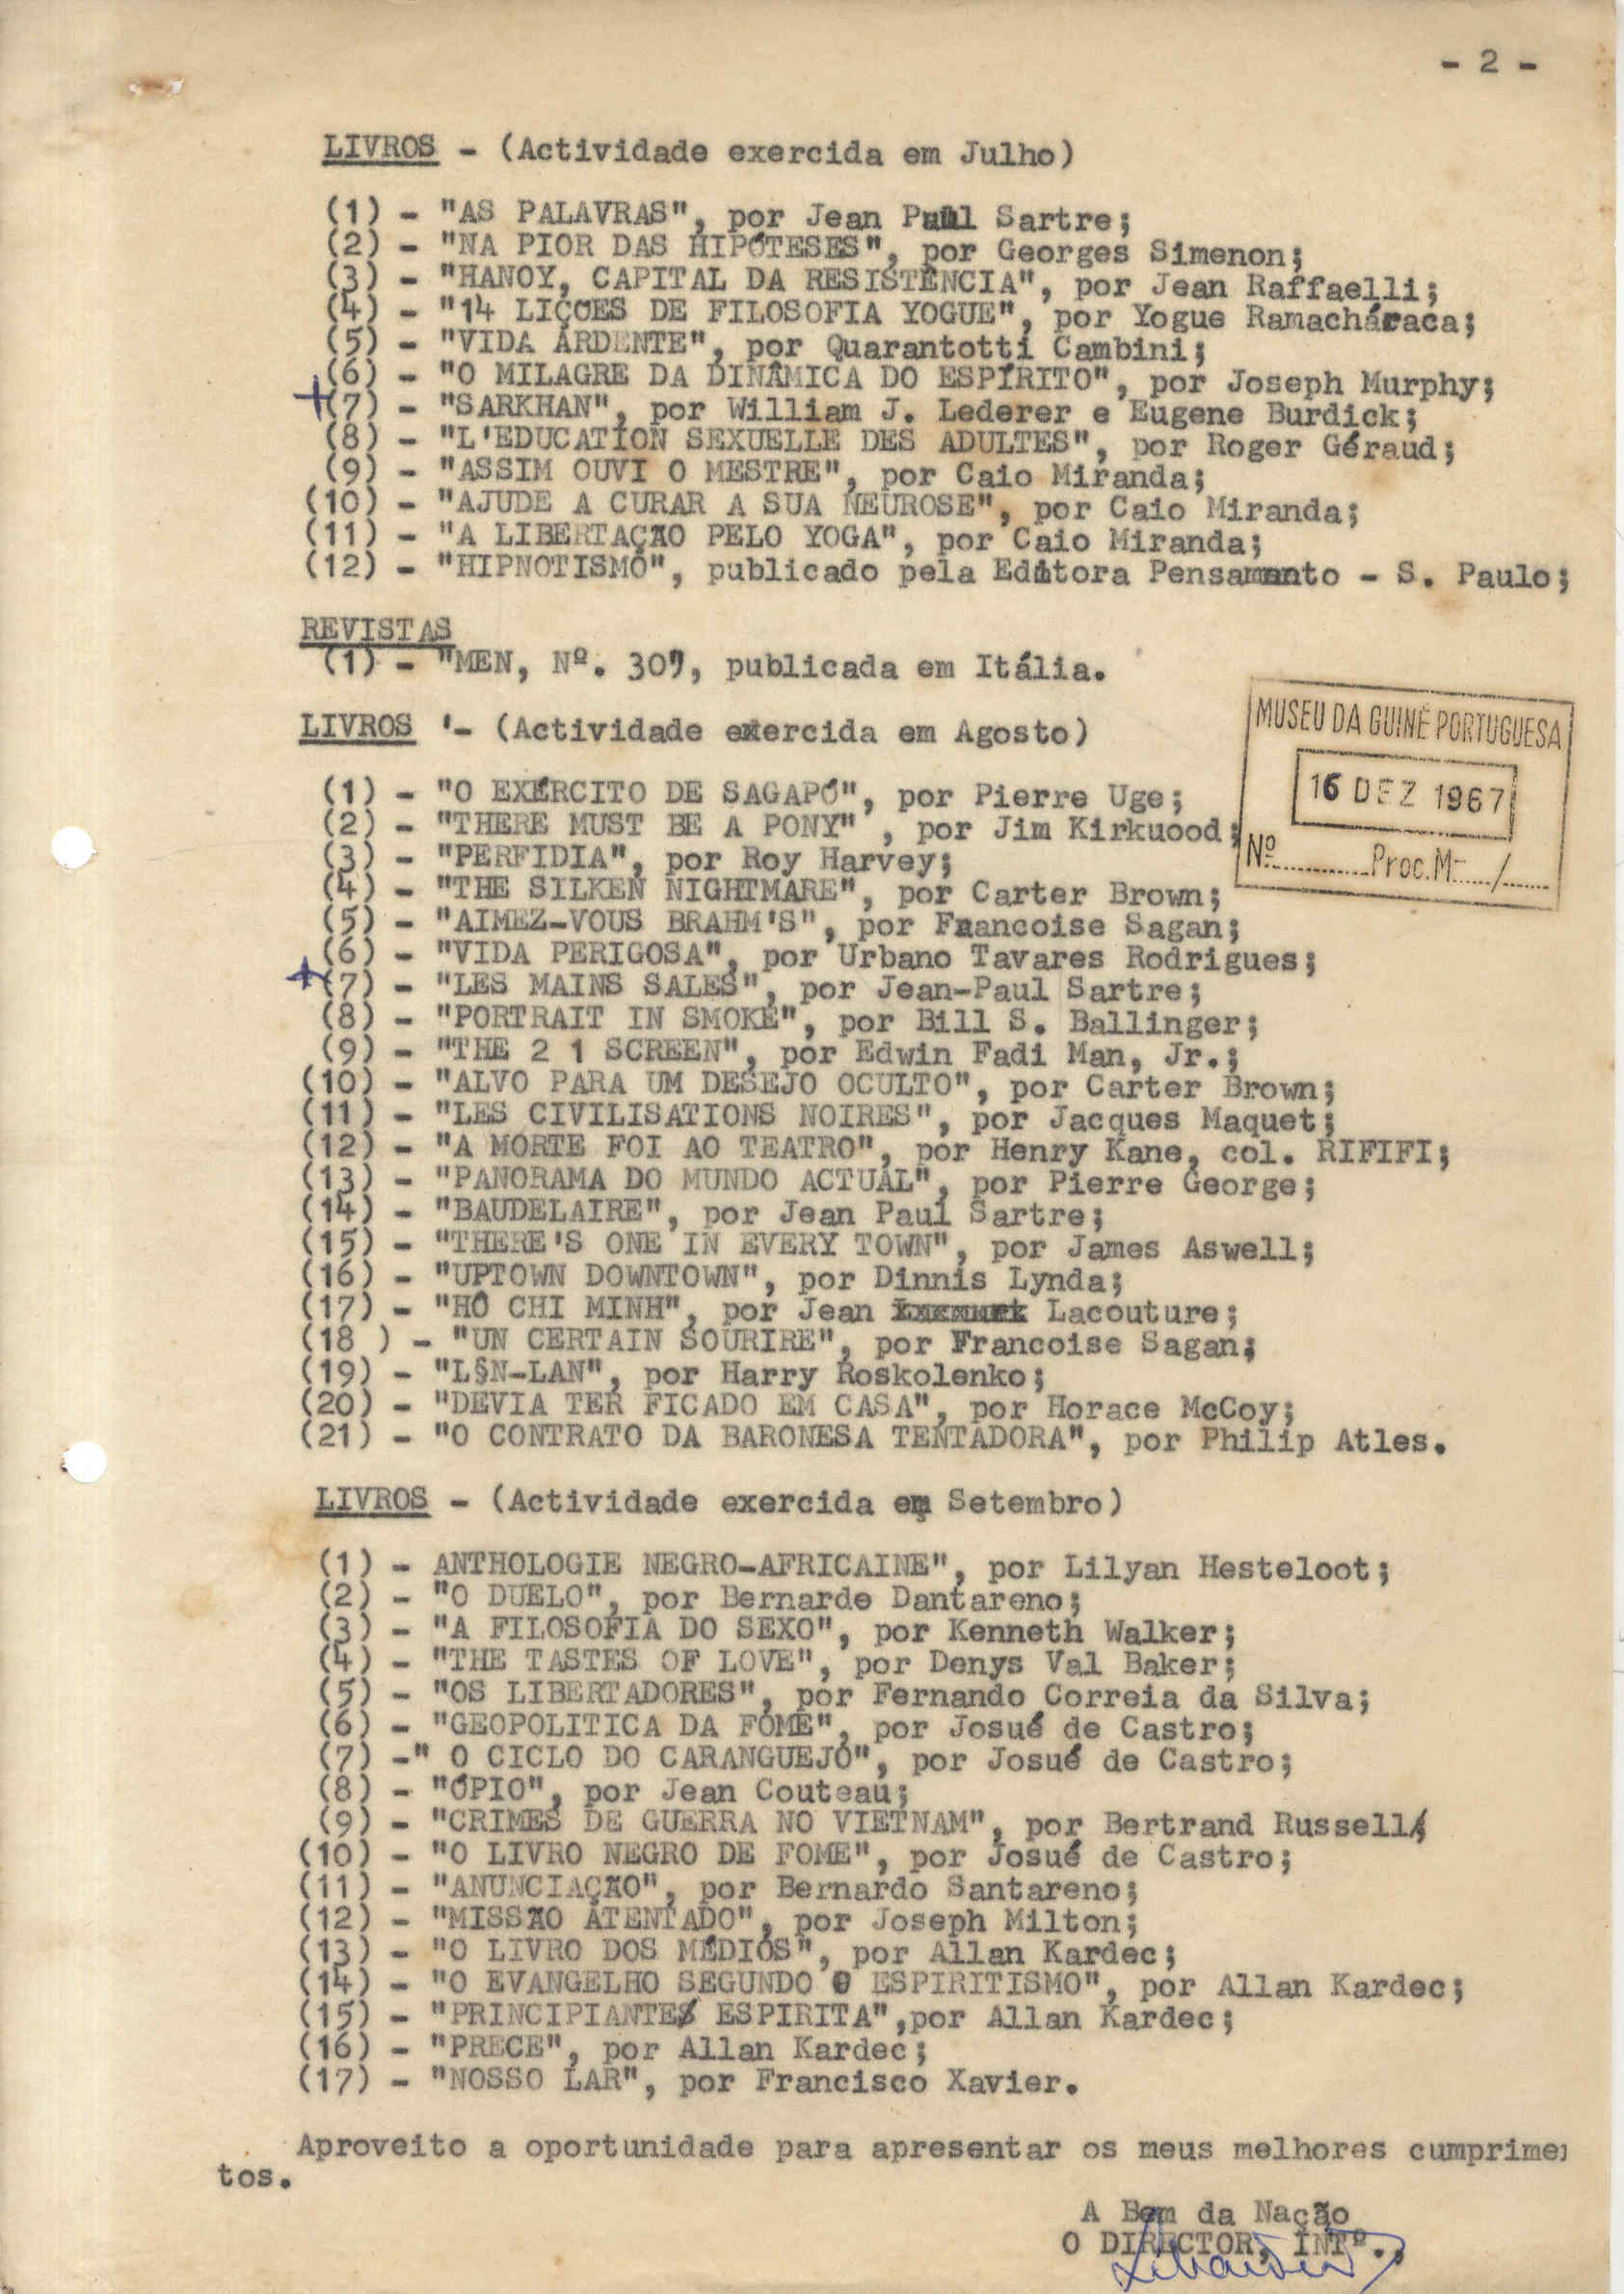 - 2 -
LIVROS - (Actividade exercida em Julho)
(1) - "AS PALAVRAS", por Jean Paul Sartre;
(2) - "NA PIOR DAS HIPÓTESES", por Georges Simenon;
(3) - "HANOY, CAPITAL DA RESISTÊNCIA", por Jean Raffaelli;
(4) - "14 LIÇOES DE FILOSOFIA YOGUE", por Yogue Ramacháraca;
(5) - "VIDA ARDENTE", por Quarantotti Cambini;
(6) - "O MILAGRE DA DINÂMICA DO ESPÍRITO", por Joseph Murphy;
+(7) - "SARKHAN", por William J. Lederer e Eugene Burdick;
(8) - "L'EDUCATION SEXUELLE DES ADULTES", por Roger Géraud;
(9) - "ASSIM OUVI O MESTRE", por Caio Miranda;
(10) - "AJUDE A CURAR A SUA NEUROSE", por Caio Miranda;
(11) - "A LIBERTAÇÃO PELO YOGA", por Caio Miranda;
(12) - "HIPNOTISMO", publicado pela Editora Pensamento - S. Paulo;
REVISTAS
(1) - "MEN, Nº. 30", publicada em Itália.
LIVROS '- (Actividade exercida em Agosto)
MUSEU DA GUINÉ PORTUGUESA
16 DEZ 1967
Nº Proc.M- /
(1) - "O EXÉRCITO DE SAGAPÓ", por Pierre Uge;
(2) - "THERE MUST BE A PONY" , por Jim Kirkuood;
(3) - "PERFIDIA", por Roy Harvey;
(4) - "THE SILKEN NIGHTMARE", por Carter Brown;
(5) - "AIMEZ-VOUS BRAHM'S", por Francoise Sagan;
(6) - "VIDA PERIGOSA", por Urbano Tavares Rodrigues;
+(7) - "LES MAINS SALES", por Jean-Paul Sartre;
(8) - "PORTRAIT IN SMOKE", por Bill S. Ballinger;
(9) - "THE 2 1 SCREEN", por Edwin Fadi Man, Jr.;
(10) - "ALVO PARA UM DESEJO OCULTO", por Carter Brown;
(11) - "LES CIVILISATIONS NOIRES", por Jacques Maquet;
(12) - "A MORTE FOI AO TEATRO", por Henry Kane, col. RIFIFI;
(13) - "PANORAMA DO MUNDO ACTUAL", por Pierre George;
(14) - "BAUDELAIRE", por Jean Paul Sartre;
(15) - "THERE'S ONE IN EVERY TOWN", por James Aswell;
(16) - "UPTOWN DOWNTOWN", por Dinnis Lynda;
(17) - "HÔ CHI MINH", por Jean Lacouture;
(18 ) - "UN CERTAIN SOURIRE", por Francoise Sagan;
(19) - "L§N-LAN", por Harry Roskolenko;
(20) - "DEVIA TER FICADO EM CASA", por Horace McCoy;
(21) - "O CONTRATO DA BARONESA TENTADORA", por Philip Atles.
LIVROS - (Actividade exercida em Setembro)
(1) - ANTHOLOGIE NEGRO-AFRICAINE", por Lilyan Hesteloot;
(2) - "O DUELO", por Bernarde Dantareno;
(3) - "A FILOSOFIA DO SEXO", por Kenneth Walker;
(4) - "THE TASTES OF LOVE", por Denys Val Baker;
(5) - "OS LIBERTADORES", por Fernando Correia da Silva;
(6) - "GEOPOLITICA DA FOME", por Josué de Castro;
(7) -" O CICLO DO CARANGUEJO", por Josué de Castro;
(8) - "ÓPIO", por Jean Couteau;
(9) - "CRIMES DE GUERRA NO VIETNAM", por Bertrand Russell;
(10) - "O LIVRO NEGRO DE FOME", por Josué de Castro;
(11) - "ANUNCIAÇÃO", por Bernardo Santareno;
(12) - "MISSÃO ATENTADO", por Joseph Milton;
(13) - "O LIVRO DOS MÉDIOS", por Allan Kardec;
(14) - "O EVANGELHO SEGUNDO O ESPIRITISMO", por Allan Kardec;
(15) - "PRINCIPIANTE ESPIRITA",por Allan Kardec;
(16) - "PRECE", por Allan Kardec;
(17) - "NOSSO LAR", por Francisco Xavier.
Aproveito a oportunidade para apresentar os meus melhores cumprimen
tos.
A Bem da Nação
O DIRECTOR, INTº.,